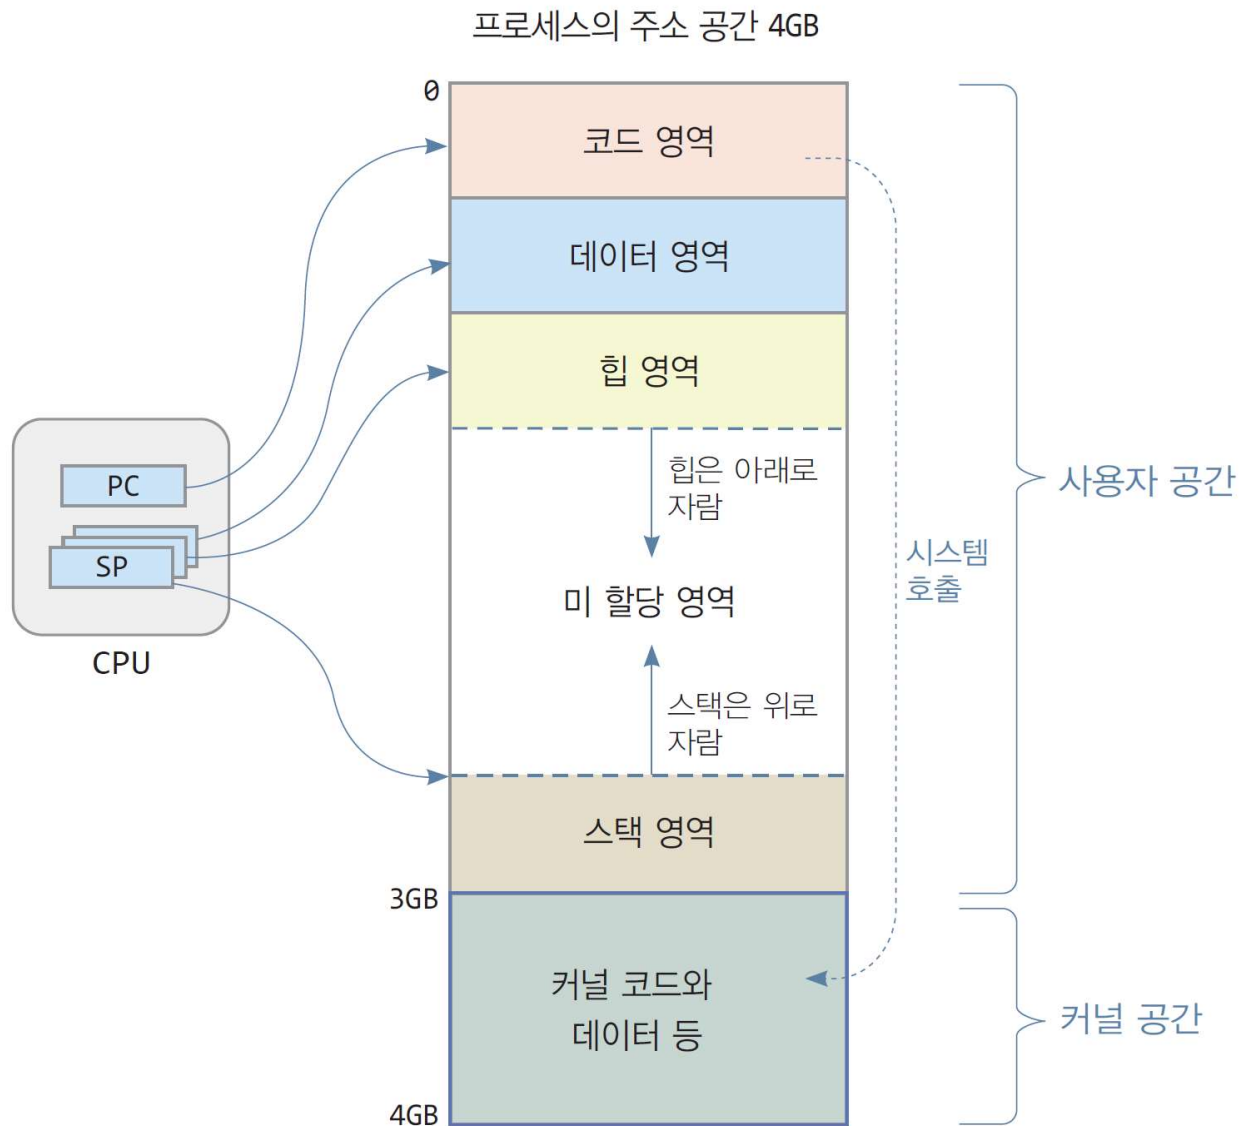 프로세스의 주소 공간 4GB
0
코드 영역
데이터 영역
힙 영역
힙은 아래로
자람
PC
SP
CPU
미 할당 영역
스택은 위로
자람
시스템
호출
사용자 공간
스택 영역
3GB
커널 코드와
데이터 등
커널 공간
4GB